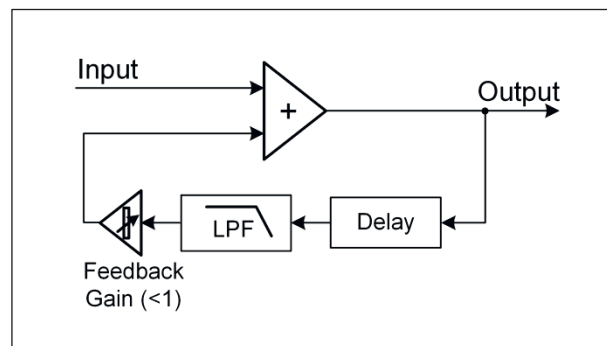 Input
+
Output
LPF
Delay
Feedback
Gain (<1)